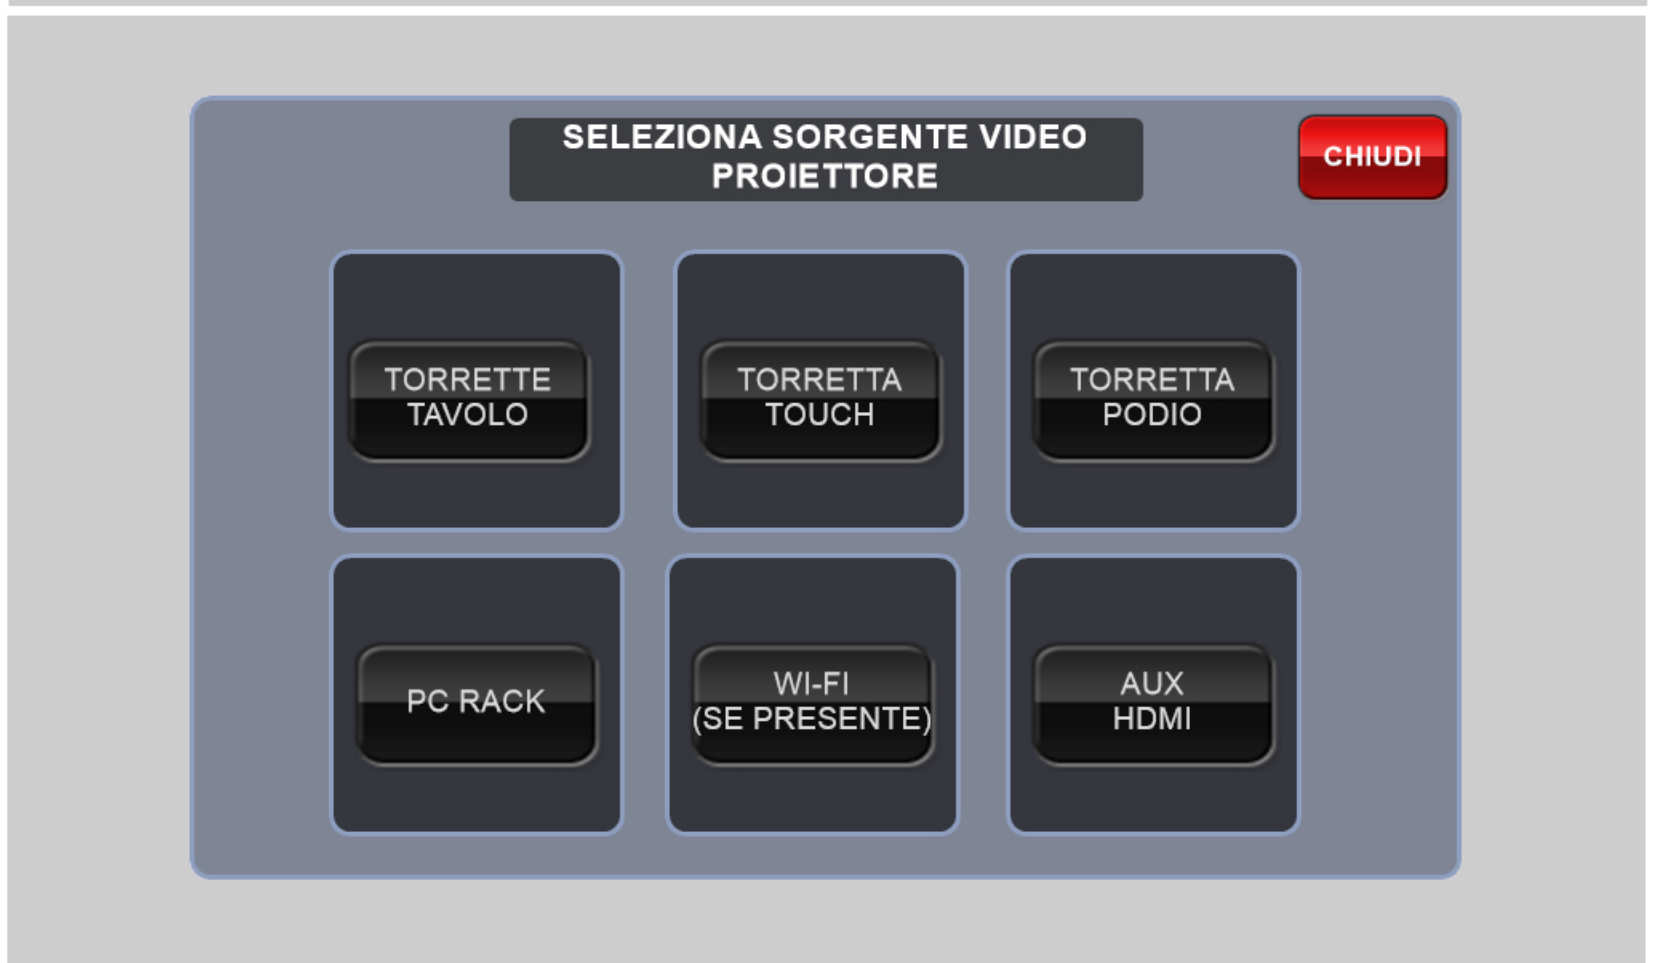 SELEZIONA SORGENTE VIDEO
PROIETTORE
CHIUDI
TORRETTE
TAVOLO
TORRETTA
TOUCH
TORRETTA
PODIO
PC RACK
WI-FI
(SE PRESENTE)
AUX
HDMI